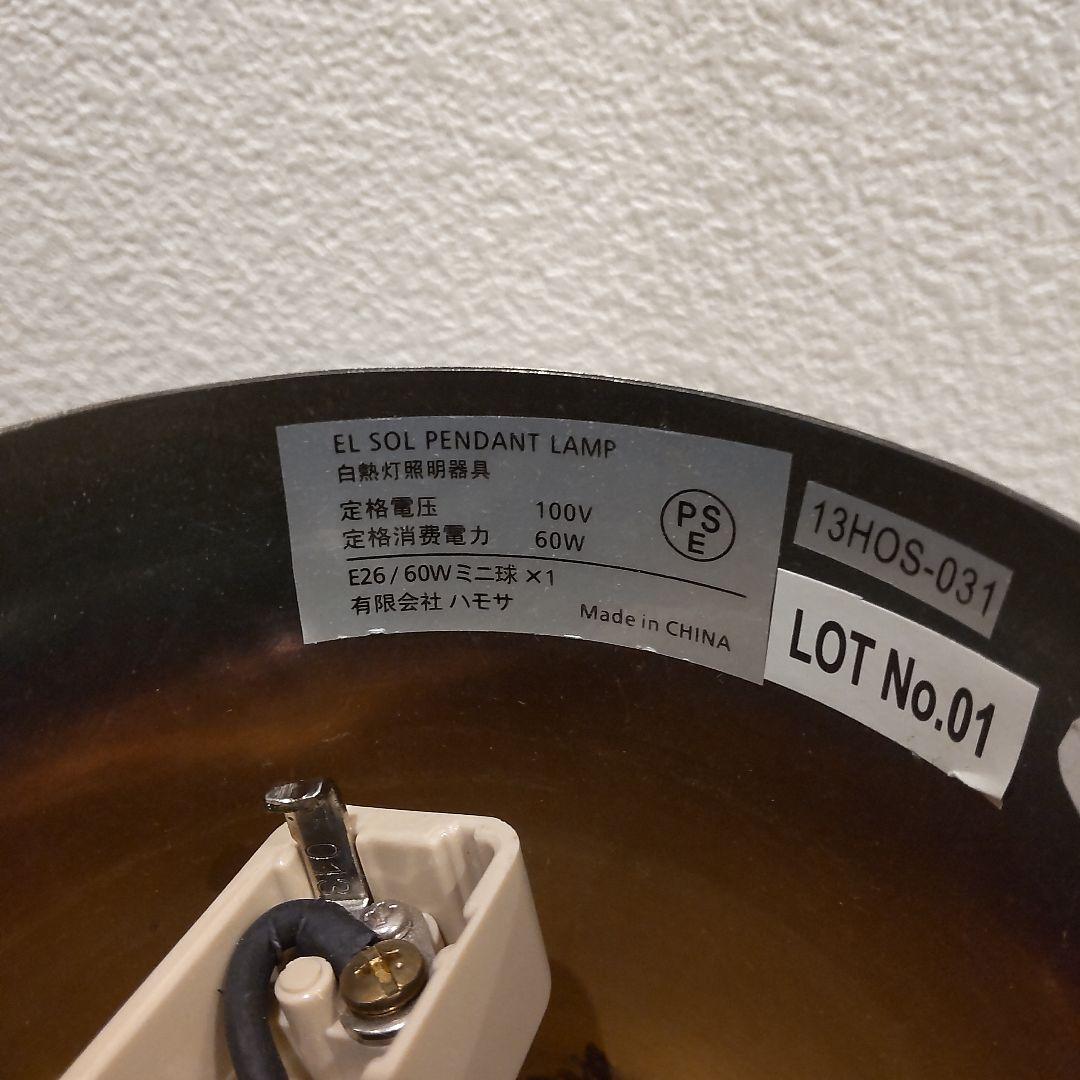 EL SOL PENDANT LAMP
白熱灯照明器具
定格電圧 100V
定格消費電力 60W
PSE
E26 / 60Wミニ球×1
有限会社 ハモサ
Made in CHINA
13HOS-031
LOT No.01